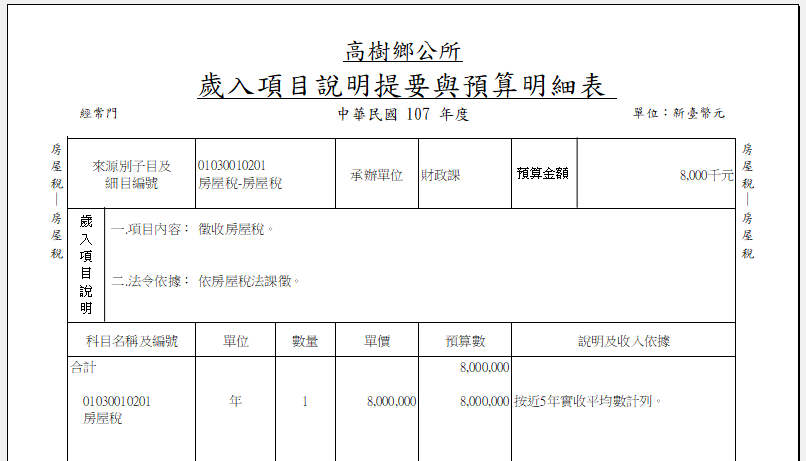 高樹鄉公所
歲入項目說明提要與預算明細表
經常門
中華民國 107 年度
單位：新臺幣元
房屋稅—房屋稅
來源別子目及
細目編號
01030010201
房屋稅-房屋稅
承辦單位
財政課
預算金額
8,000千元
房屋稅—房屋稅
歲入項目說明
一.項目內容： 徵收房屋稅。
二.法令依據： 依房屋稅法課徵。
科目名稱及編號 單位 數量 單價 預算數 說明及收入依據
合計 8,000,000
01030010201 年 1 8,000,000 8,000,000 按近5年實收平均數計列。
房屋稅